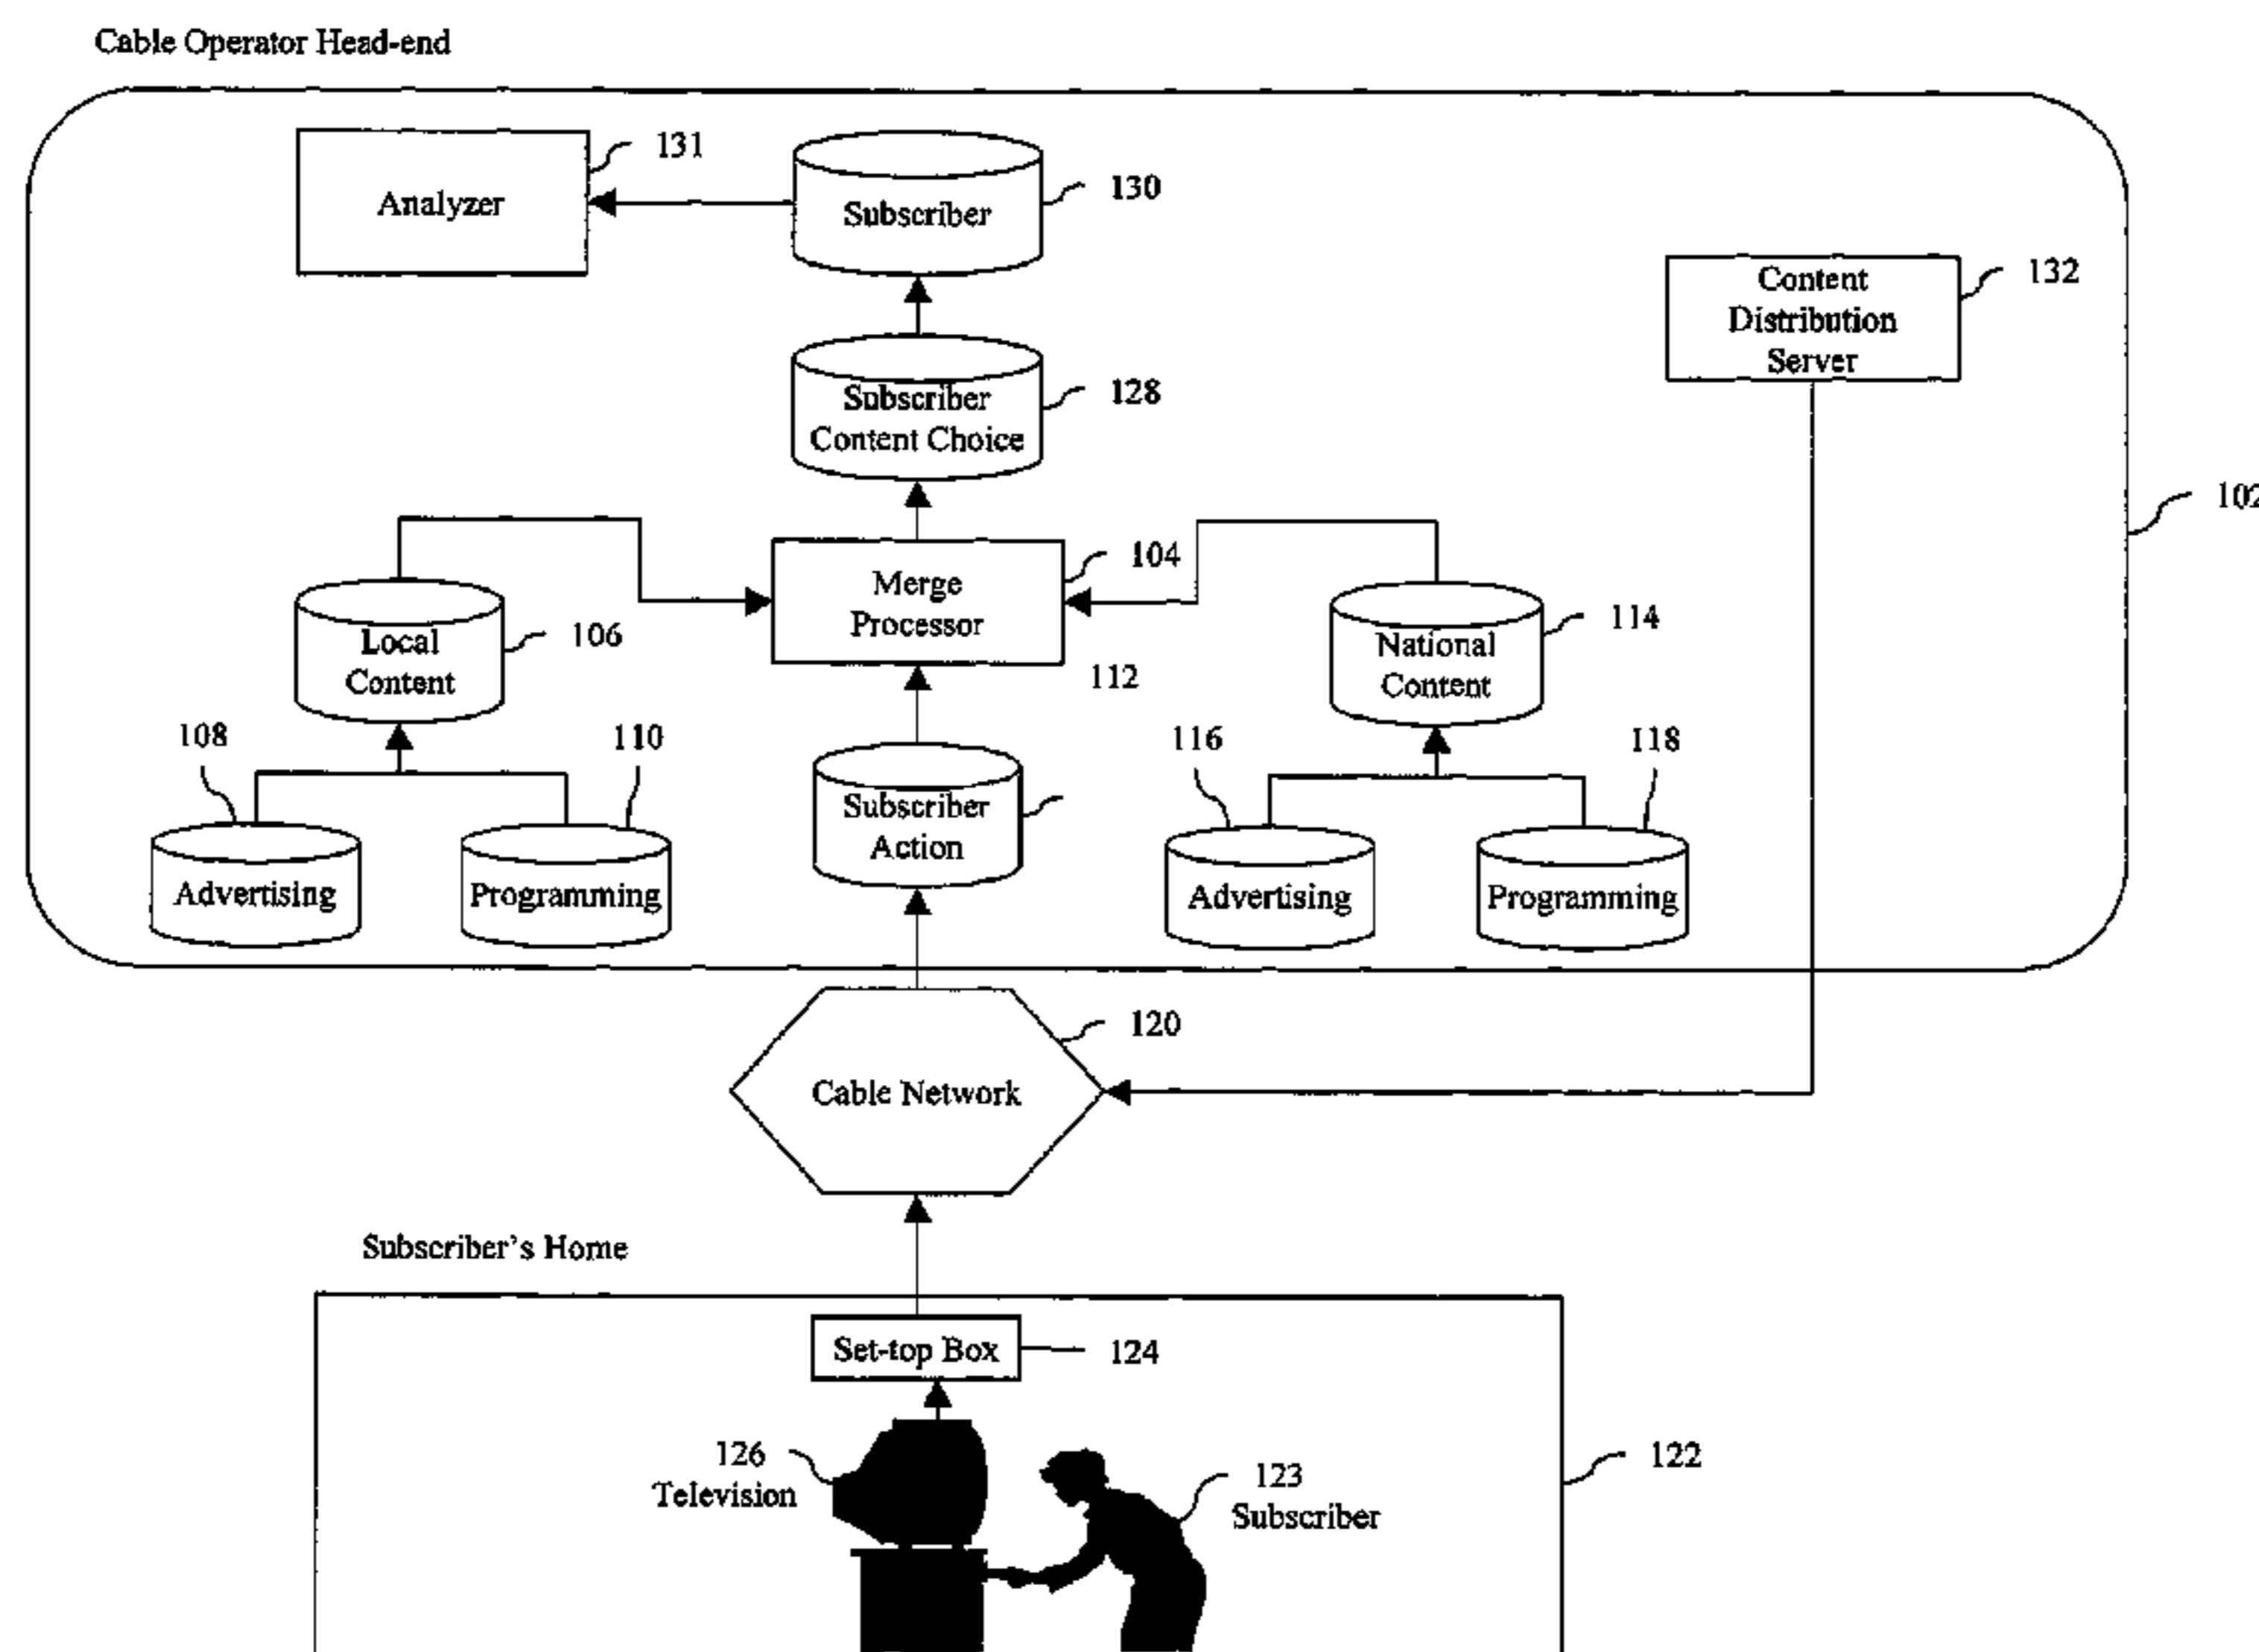 Cable Operator Head-end
131
Analyzer
130
Subscriber
132
Content
Distribution
Server
128
Subscriber
Content Choice
102
104
Merge
Processor
106
Local
Content
114
National
Content
112
108
110
116
118
Subscriber
Action
Advertising
Programming
Advertising
Programming
120
Cable Network
Subscriber's Home
Set-top Box
124
126
Television
122
123
Subscriber